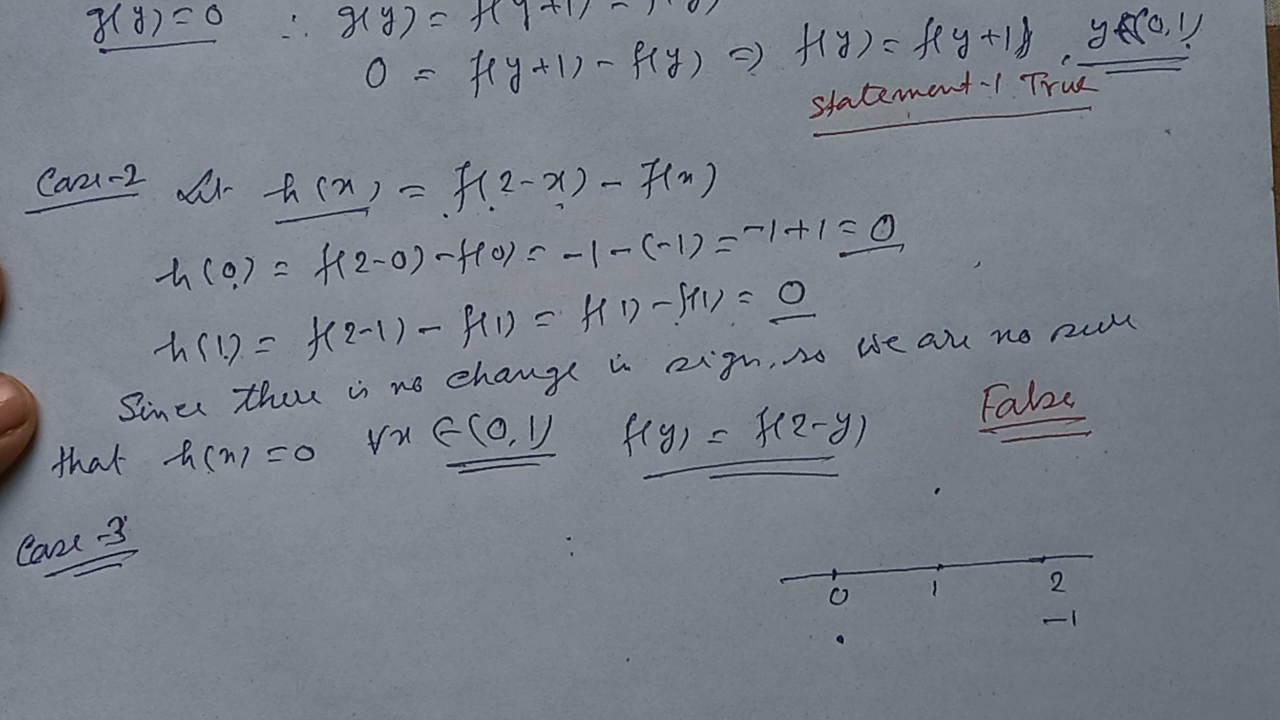 g(y)=0 ∴ g(y) = f(y+1) - f(y)
0 = f(y+1) - f(y) ⇒ f(y) = f(y+1), y∈(0,1)
Statement-1 True
Case-2 Let h(x) = f(2-x) - f(x)
h(0) = f(2-0) - f(0) = -1-(-1) = -1+1 = 0
h(1) = f(2-1) - f(1) = f(1) - f(1) = 0
Since there is no change in sign, so we are no sure
that h(x) = 0 ∀x ∈(0,1) f(y) = f(2-y) False
Case-3
0 1 2
-1